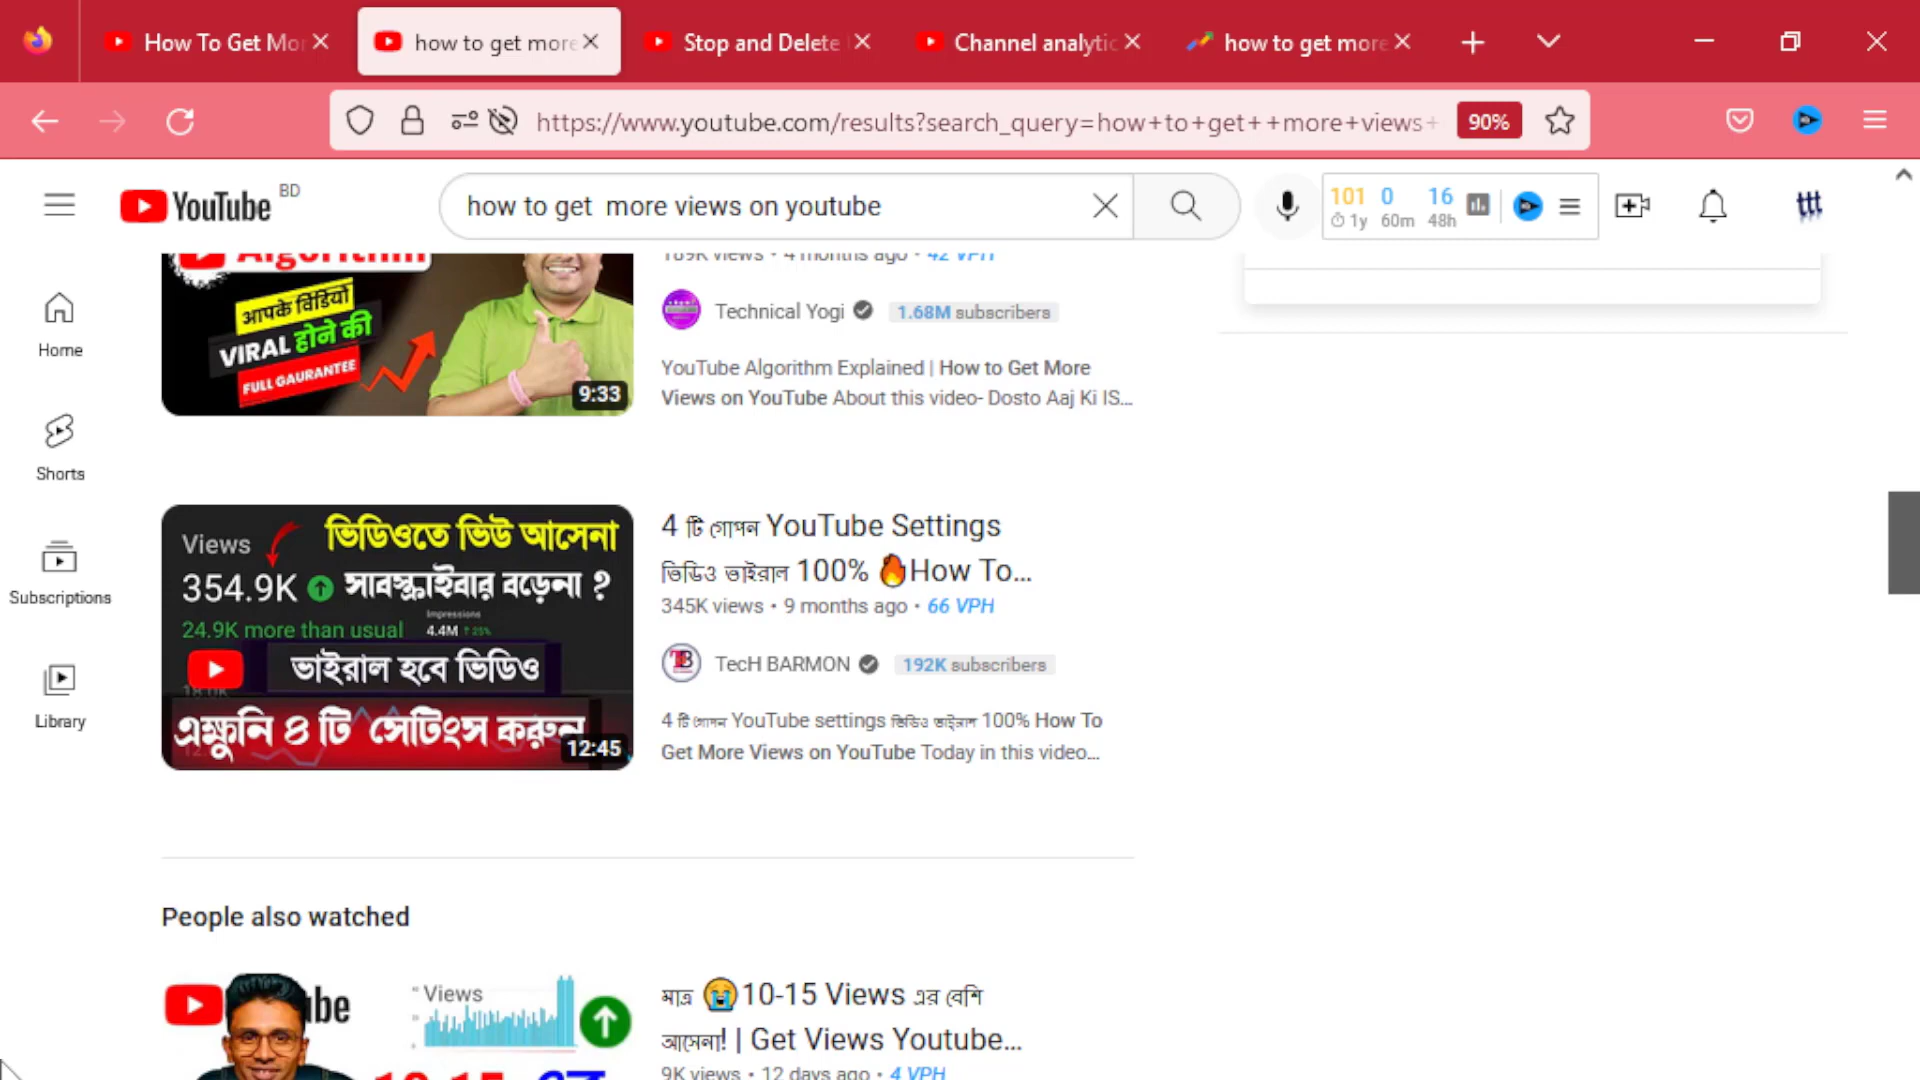 How To Get Mo
how to get more
Stop and Delete
Channel analytic
how to get more
https://www.youtube.com/results?search_query=how+to+get++more+views+
90%
YouTube BD
how to get  more views on youtube
101 0 16
1y 60m 48h
ttt
Home
Shorts
Subscriptions
Library
Algorithm
आपके विडियो
VIRAL होने की
FULL GAURANTEE
9:33
189K views • 4 months ago • 42 VPH
Technical Yogi 1.68M subscribers
YouTube Algorithm Explained | How to Get More
Views on YouTube About this video- Dosto Aaj Ki IS...
Views ভিডিওতে ভিউ আসেনা
354.9K সাবস্ক্রাইবার বড়েনা ?
Impressions
24.9K more than usual 4.4M ↑ 25%
ভাইরাল হবে ভিডিও
এক্ষুনি ৪ টি সেটিংস করুন
12:45
4 টি গোপন YouTube Settings
ভিডিও ভাইরাল 100% 🔥How To...
345K views • 9 months ago • 66 VPH
TB TecH BARMON 192K subscribers
4 টি গোপন YouTube settings ভিডিও ভাইরাল 100% How To
Get More Views on YouTube Today in this video...
People also watched
Views
মাত্র 😭10-15 Views এর বেশি
আসেনা! | Get Views Youtube...
9K views • 12 days ago • 4 VPH